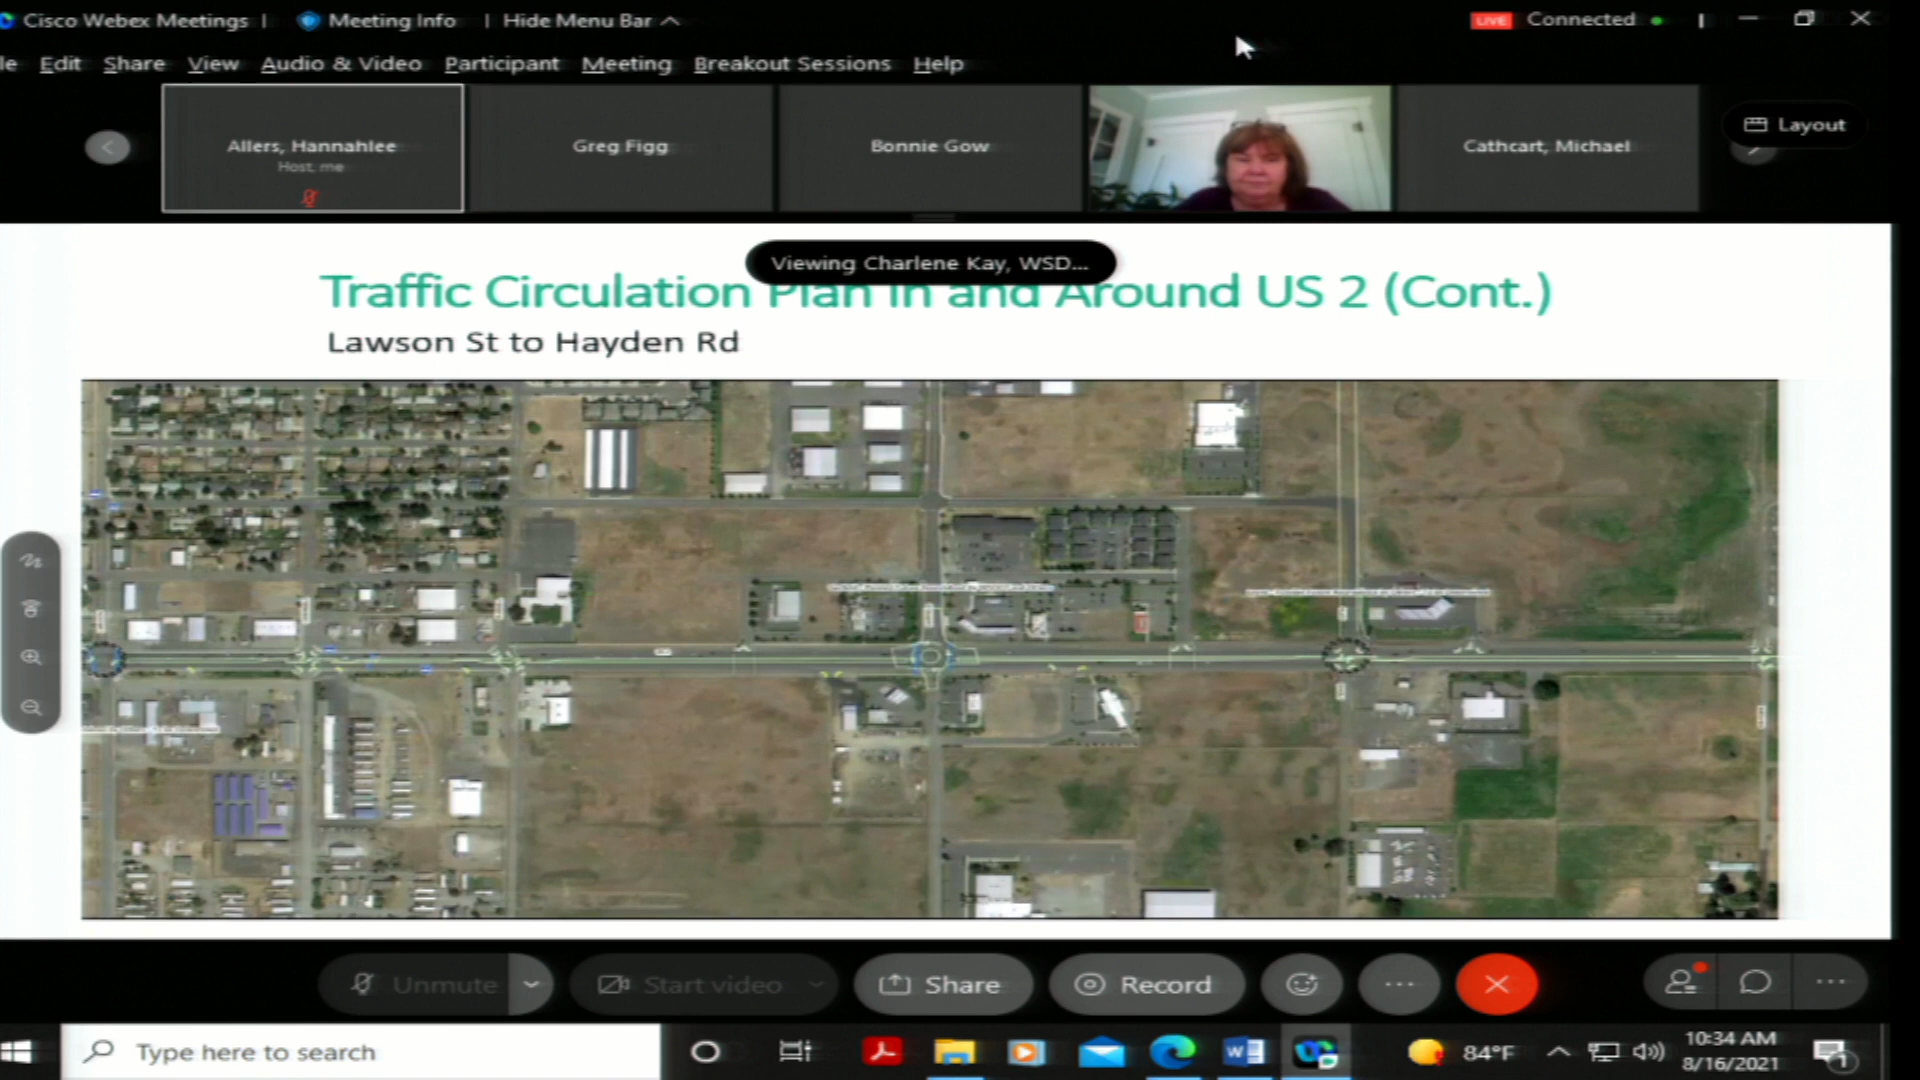 Cisco Webex Meetings | Meeting Info | Hide Menu Bar
LIVE Connected
le Edit Share View Audio & Video Participant Meeting Breakout Sessions Help
Allers, Hannahlee
Host, me
Greg Figg
Bonnie Gow
Cathcart, Michael
Layout
Viewing Charlene Kay, WSD...
Traffic Circulation Plan In and Around US 2 (Cont.)
Lawson St to Hayden Rd
Unmute
Start video
Share
Record
Type here to search
84°F
10:34 AM
8/16/2021
1